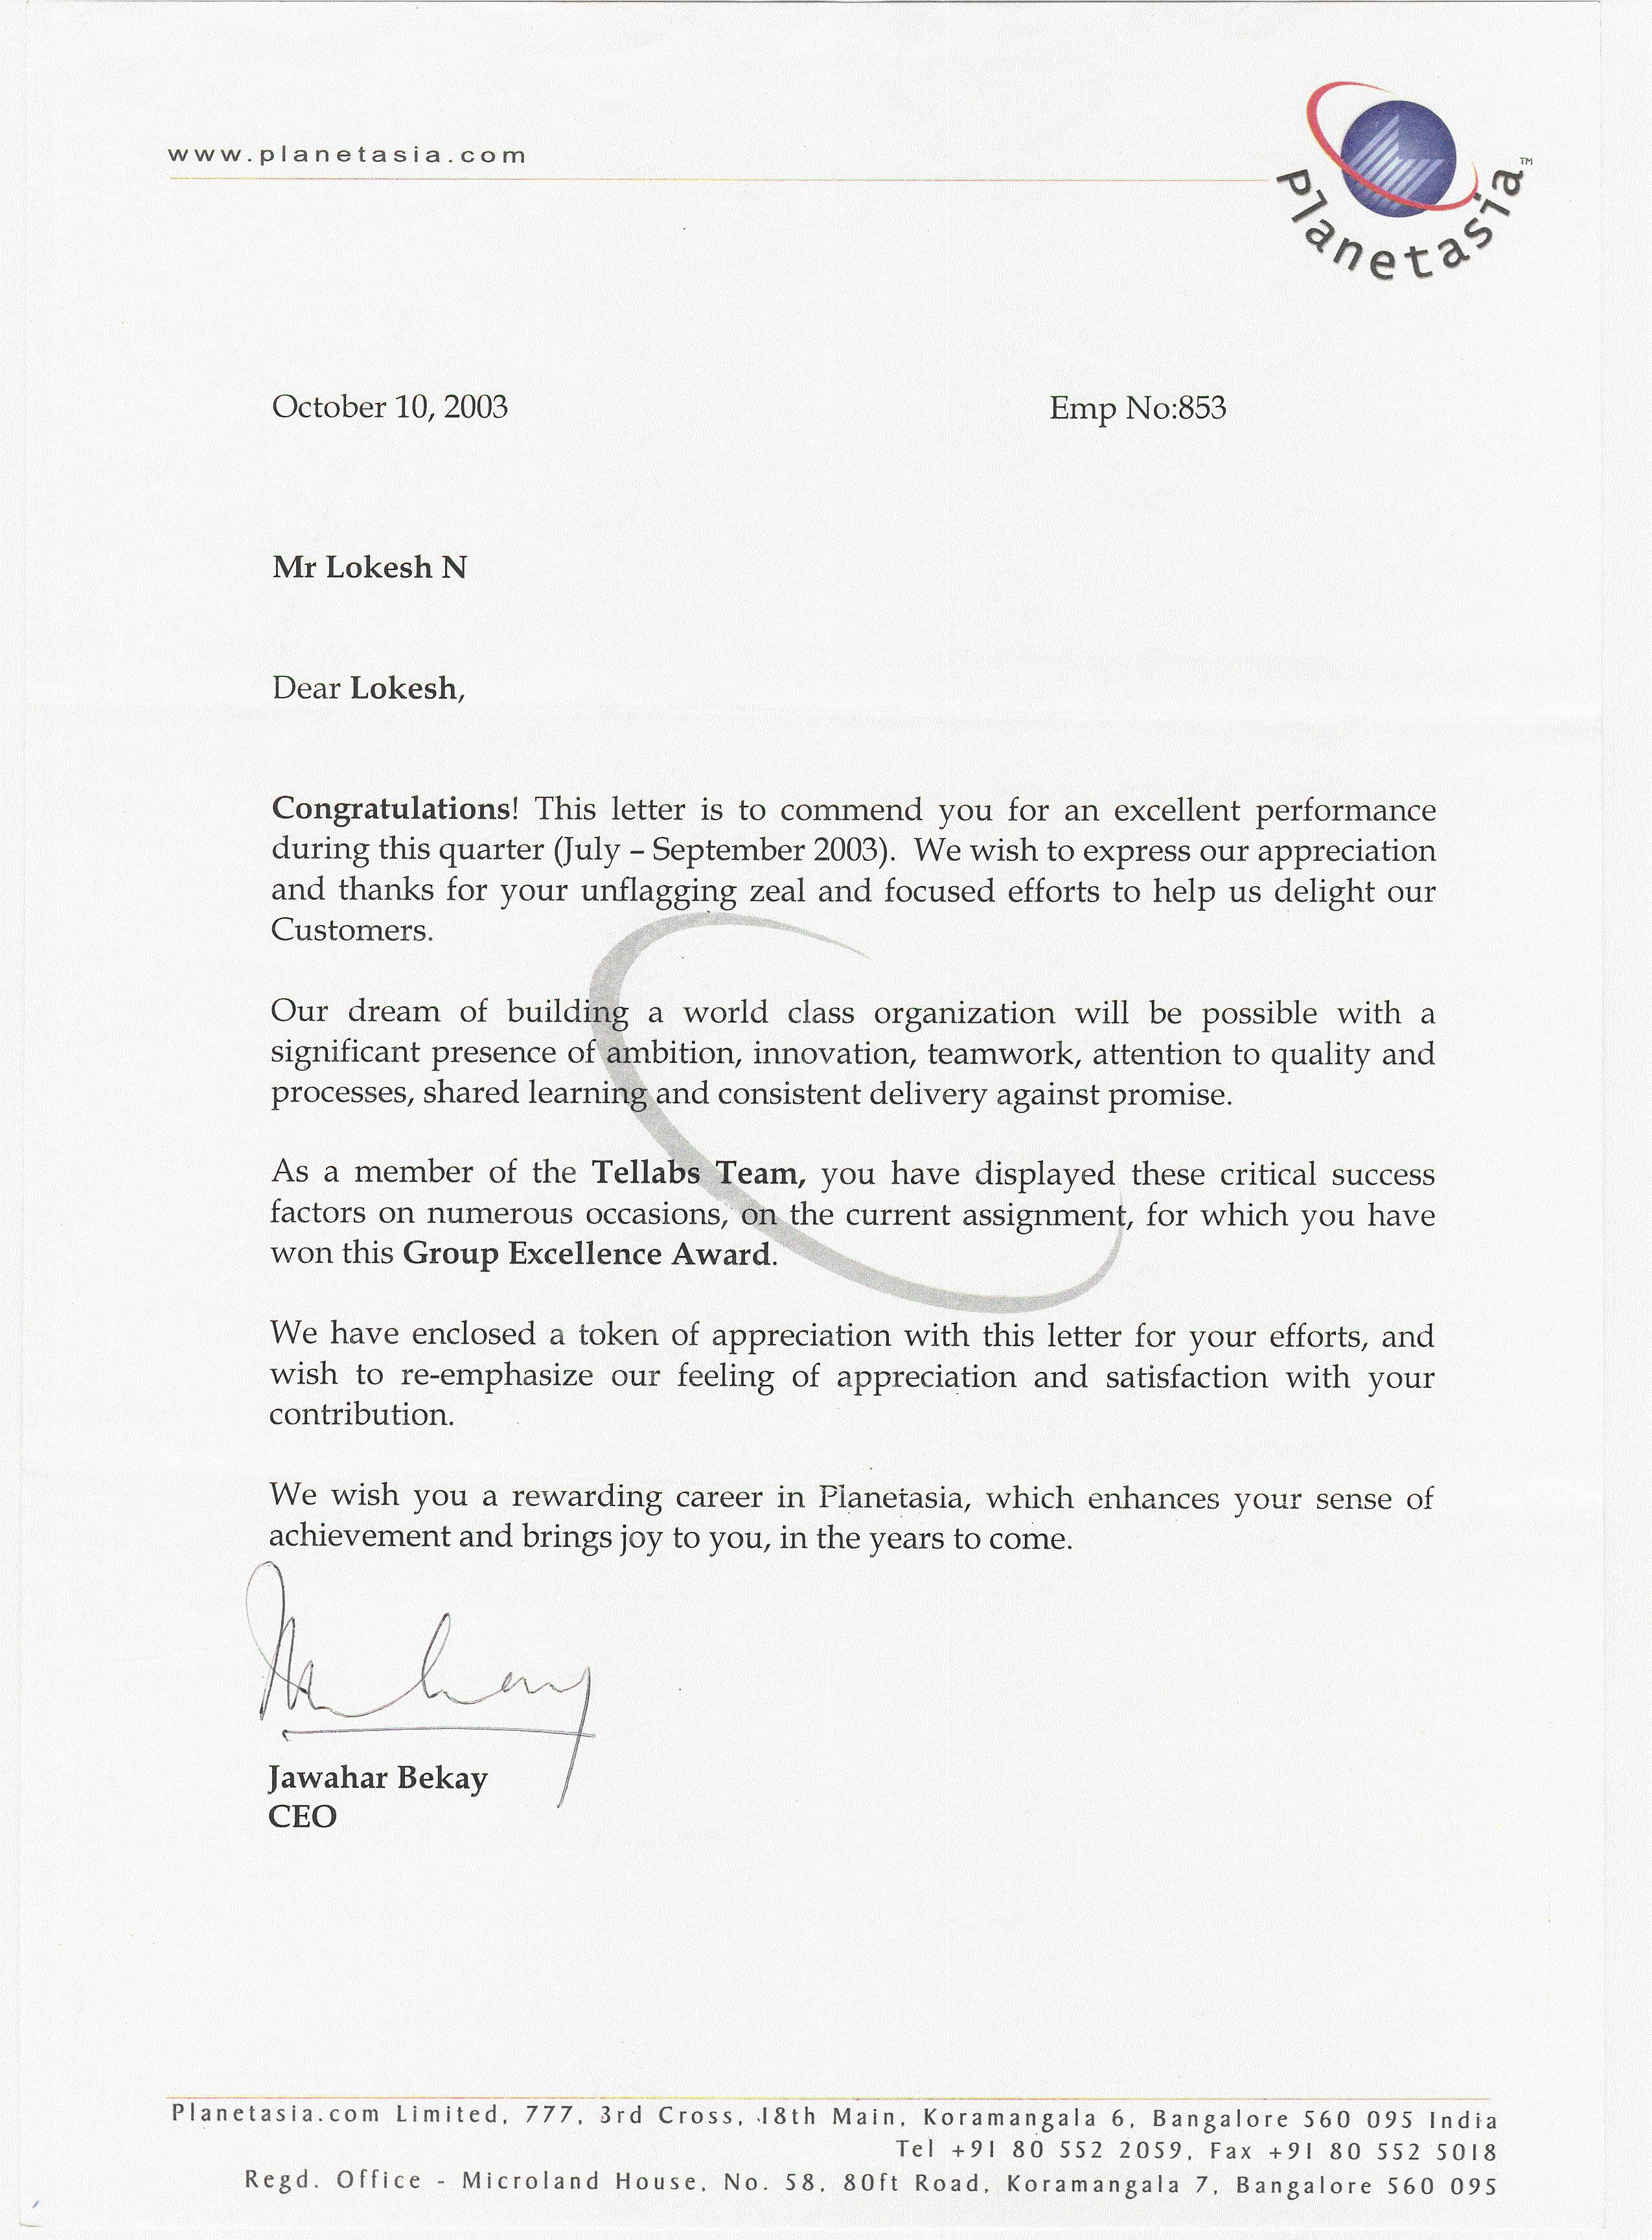 www.planetasia.com
Planetasia™
October 10, 2003 Emp No:853
Mr Lokesh N
Dear Lokesh,
Congratulations! This letter is to commend you for an excellent performance
during this quarter (July – September 2003). We wish to express our appreciation
and thanks for your unflagging zeal and focused efforts to help us delight our
Customers.
Our dream of building a world class organization will be possible with a
significant presence of ambition, innovation, teamwork, attention to quality and
processes, shared learning and consistent delivery against promise.
As a member of the Tellabs Team, you have displayed these critical success
factors on numerous occasions, on the current assignment, for which you have
won this Group Excellence Award.
We have enclosed a token of appreciation with this letter for your efforts, and
wish to re-emphasize our feeling of appreciation and satisfaction with your
contribution.
We wish you a rewarding career in Planetasia, which enhances your sense of
achievement and brings joy to you, in the years to come.
Jawahar Bekay
CEO
Planetasia.com Limited, 777, 3rd Cross, 18th Main, Koramangala 6, Bangalore 560 095 India
Tel +91 80 552 2059, Fax +91 80 552 5018
Regd. Office - Microland House, No. 58, 80ft Road, Koramangala 7, Bangalore 560 095